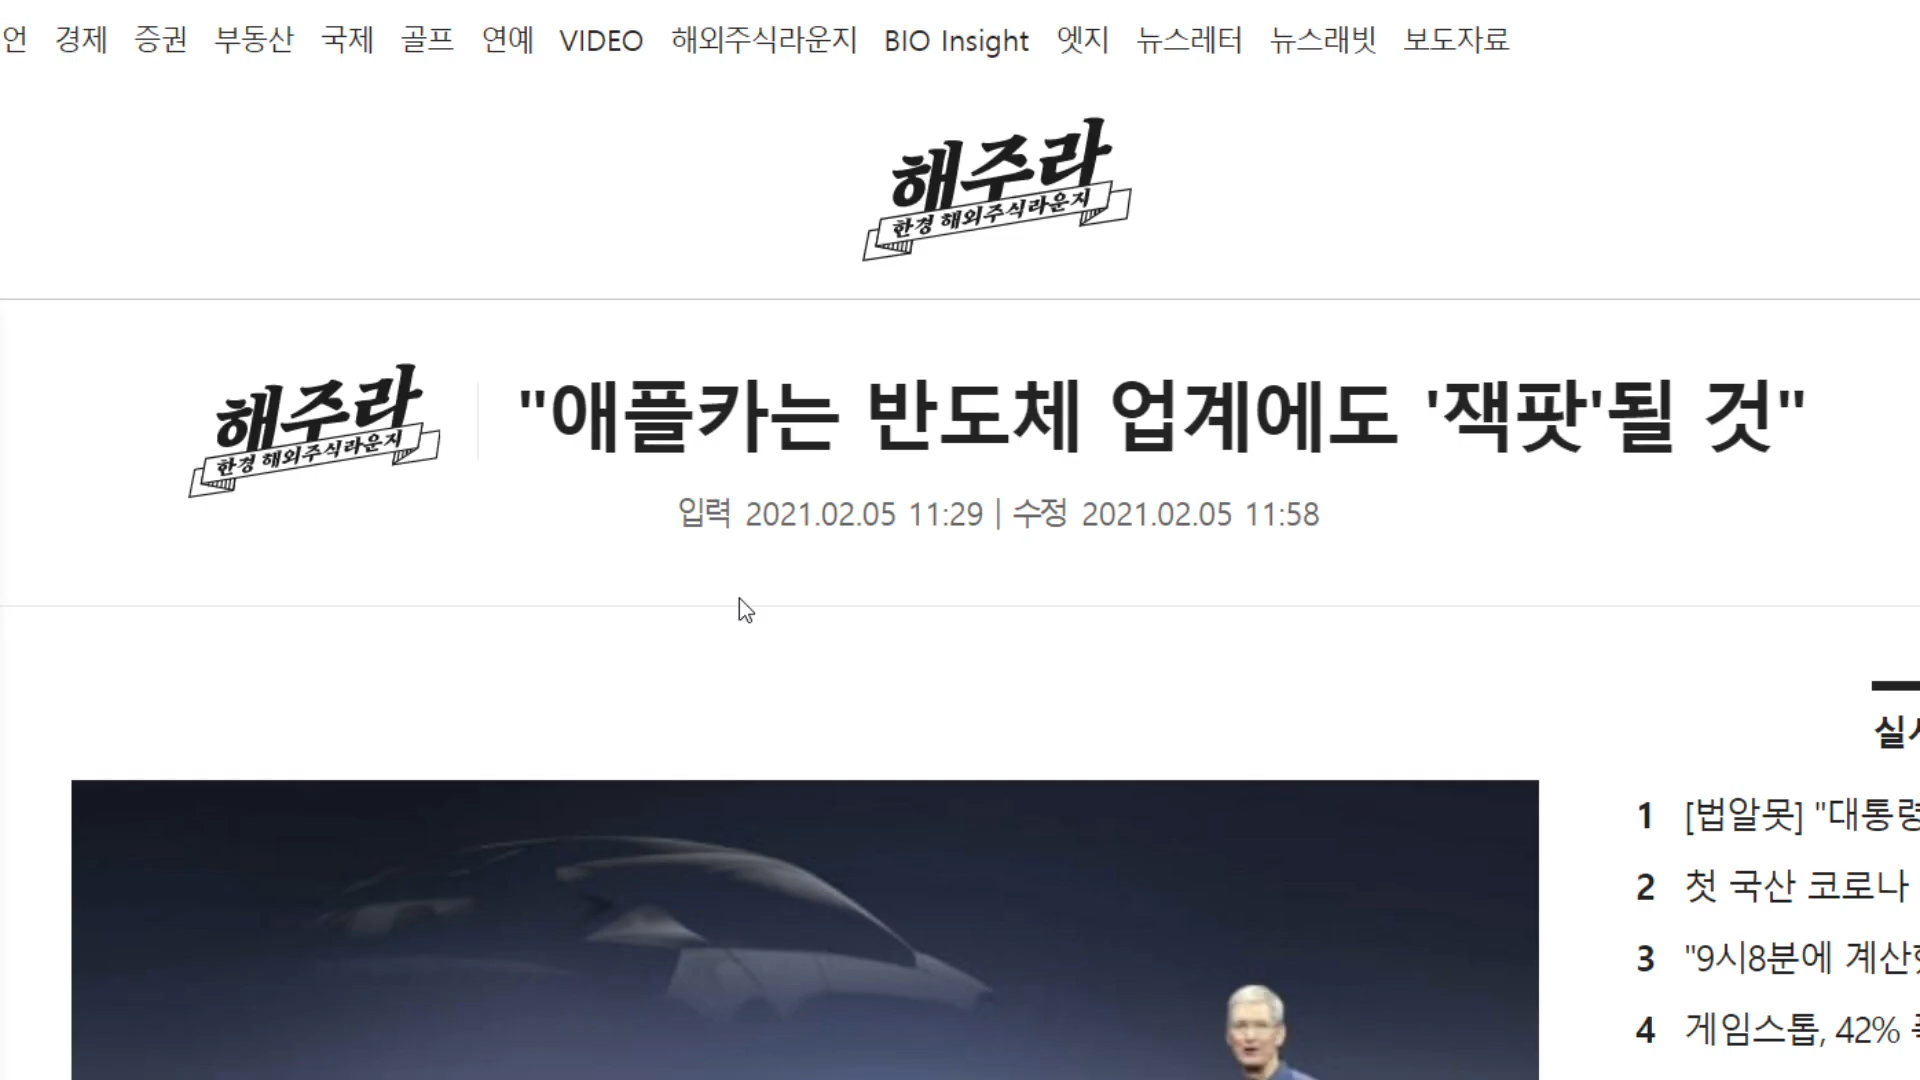 언 경제 증권 부동산 국제 골프 연예 VIDEO 해외주식라운지 BIO Insight 엣지 뉴스레터 뉴스래빗 보도자료
해주라
한경 해외주식라운지
해주라
한경 해외주식라운지
"애플카는 반도체 업계에도 '잭팟'될 것"
입력 2021.02.05 11:29 | 수정 2021.02.05 11:58
실
1 [법알못] "대통령
2 첫 국산 코로나
3 "9시8분에 계산
4 게임스톱, 42%